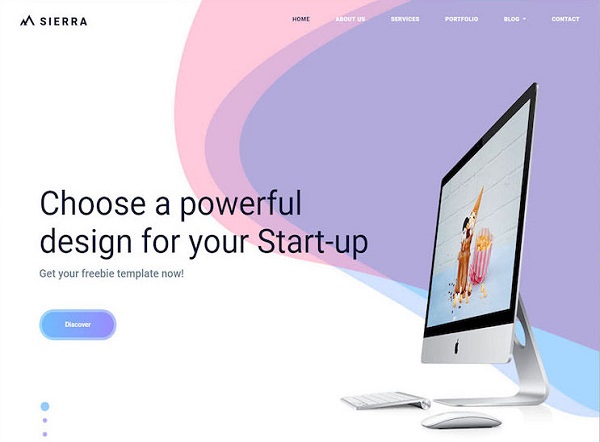 SIERRA
HOME ABOUT US SERVICES PORTFOLIO BLOG CONTACT
Choose a powerful
design for your Start-up
Get your freebie template now!
Discover